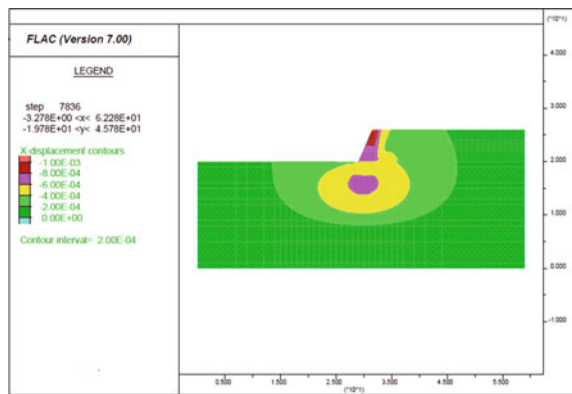 FLAC (Version 7.00)
LEGEND
step 7836
-3.278E+00 <x< 6.228E+01
-1.978E+01 <y< 4.578E+01
X-displacement contours
-1.00E-03
-8.00E-04
-6.00E-04
-4.00E-04
-2.00E-04
0.00E+00
Contour interval= 2.00E-04
(*10^1)
4.000
3.000
2.000
1.000
0.000
-1.000
0.500 1.500 2.500 3.500 4.500 5.500
(*10^1)